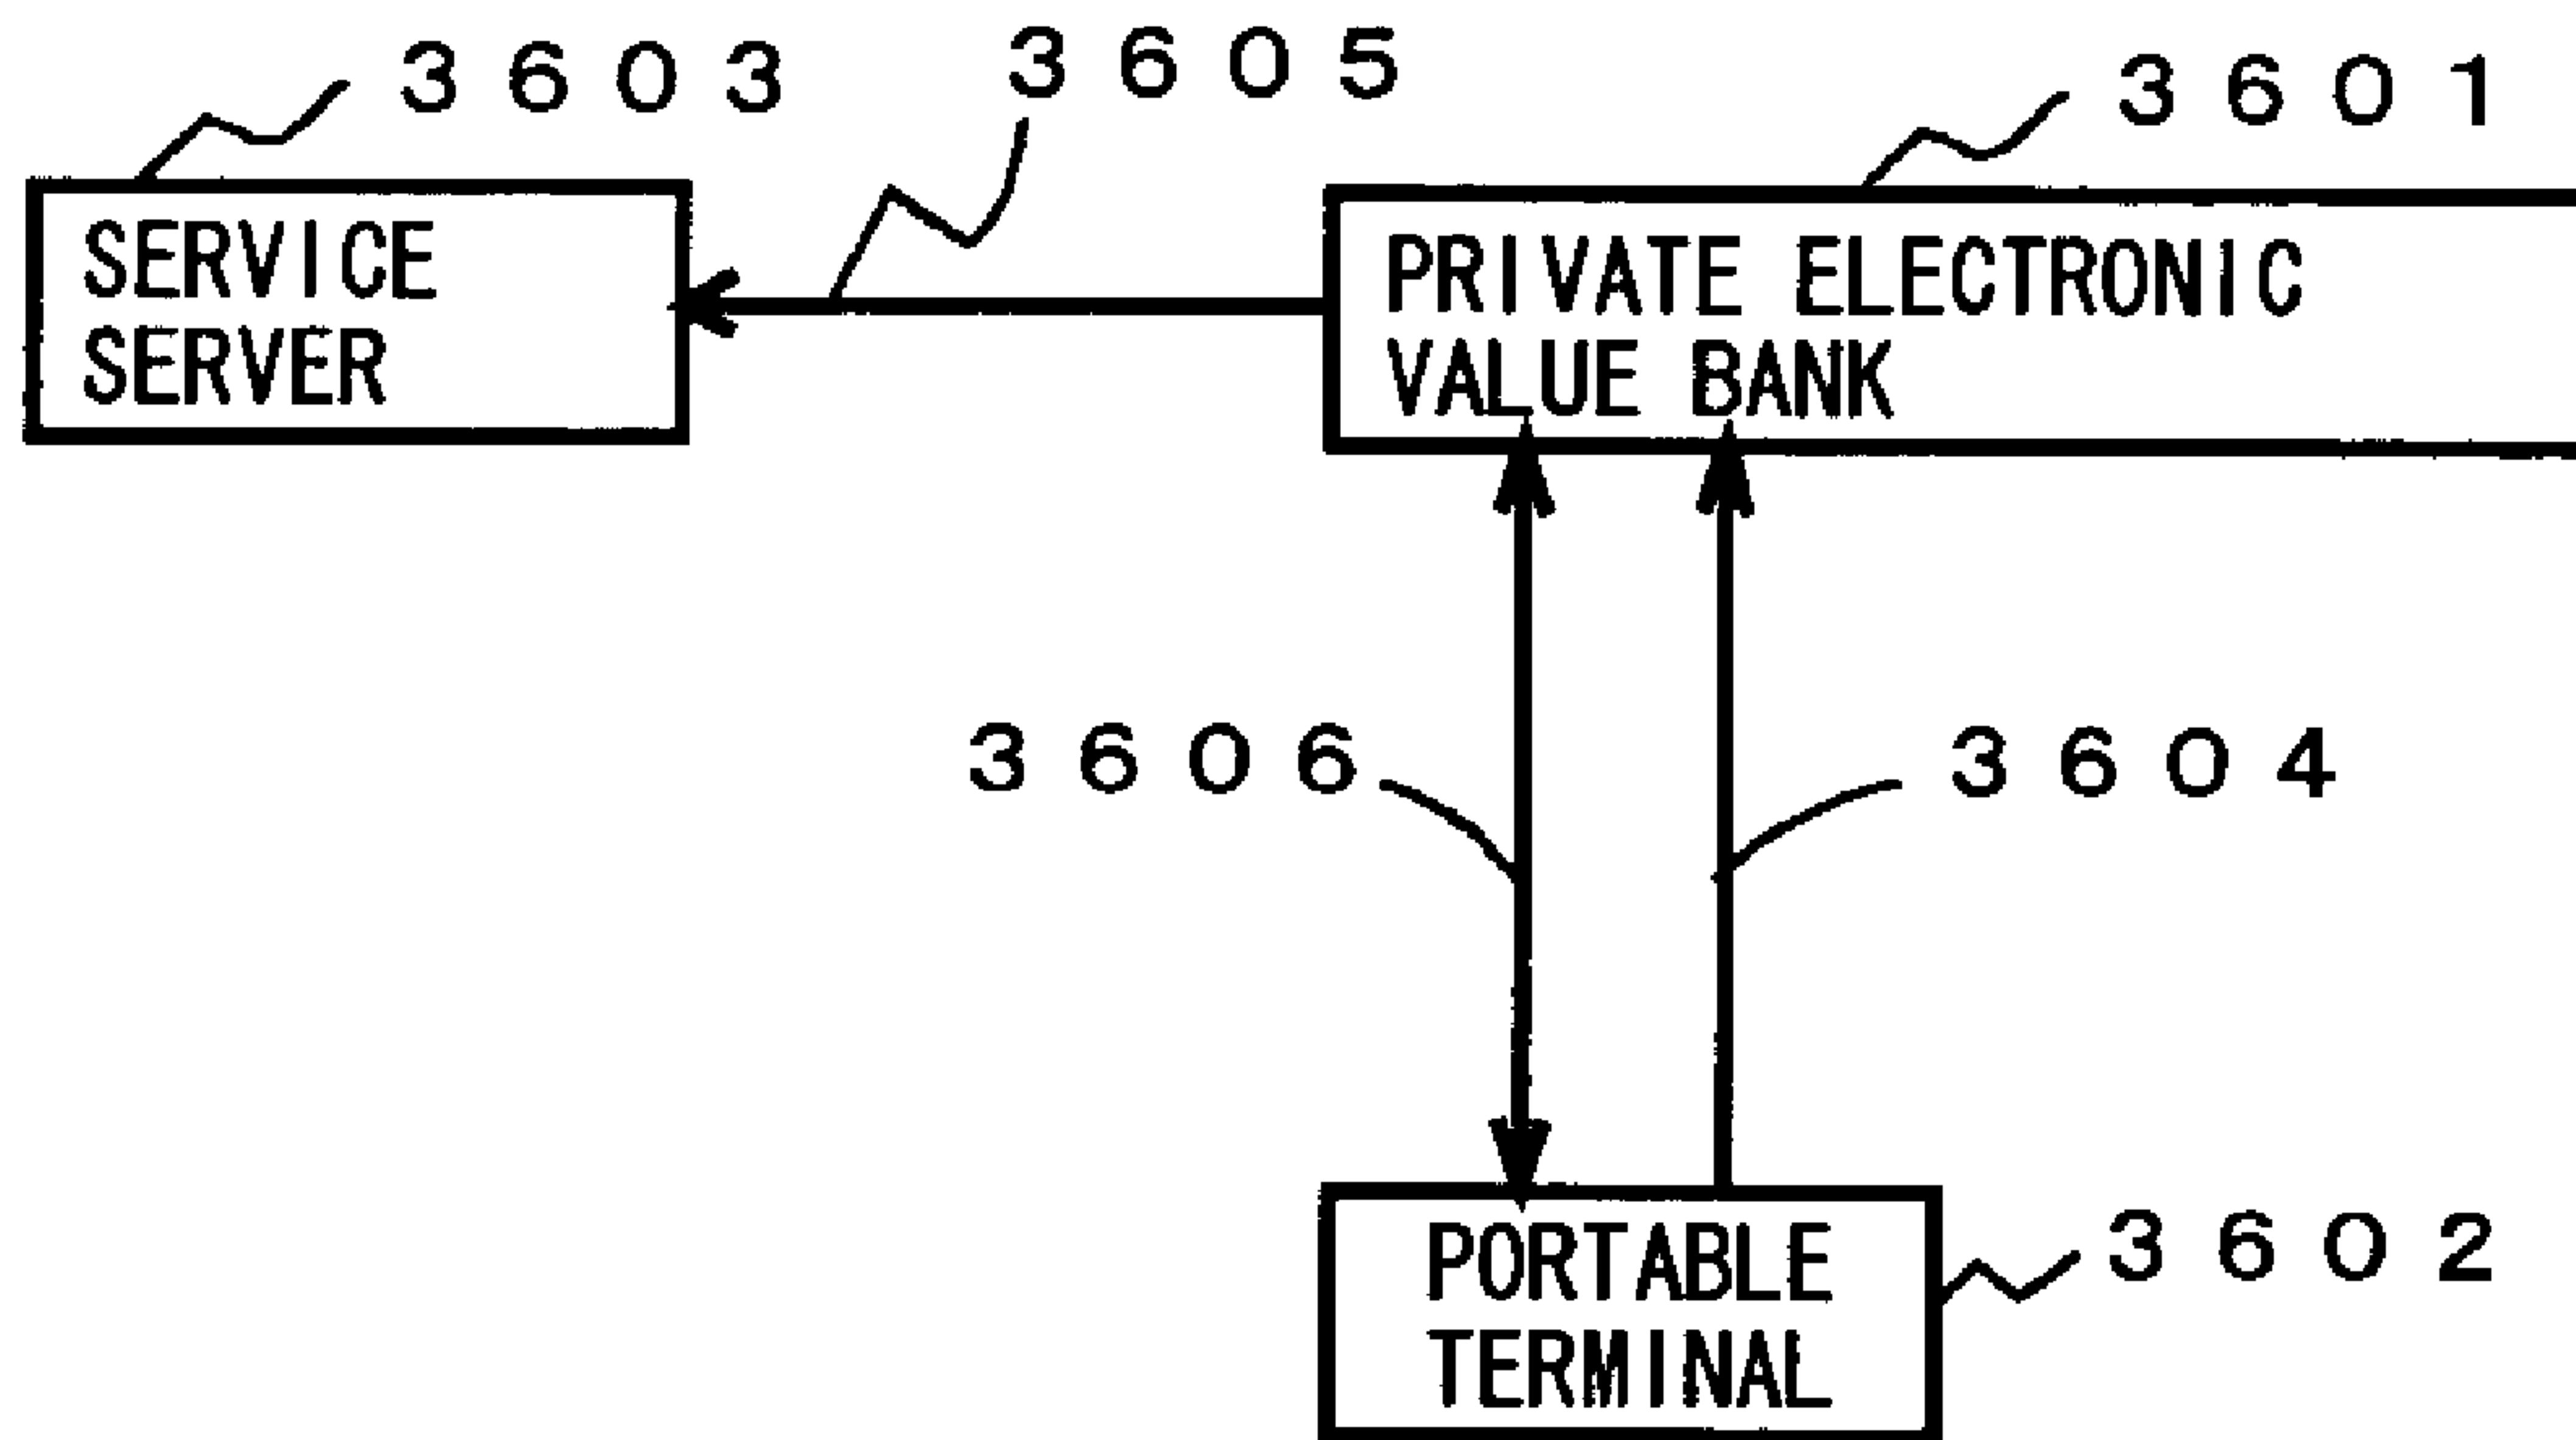 3603
3605
3601
SERVICE
SERVER
PRIVATE ELECTRONIC
VALUE BANK
3606
3604
PORTABLE
TERMINAL
3602